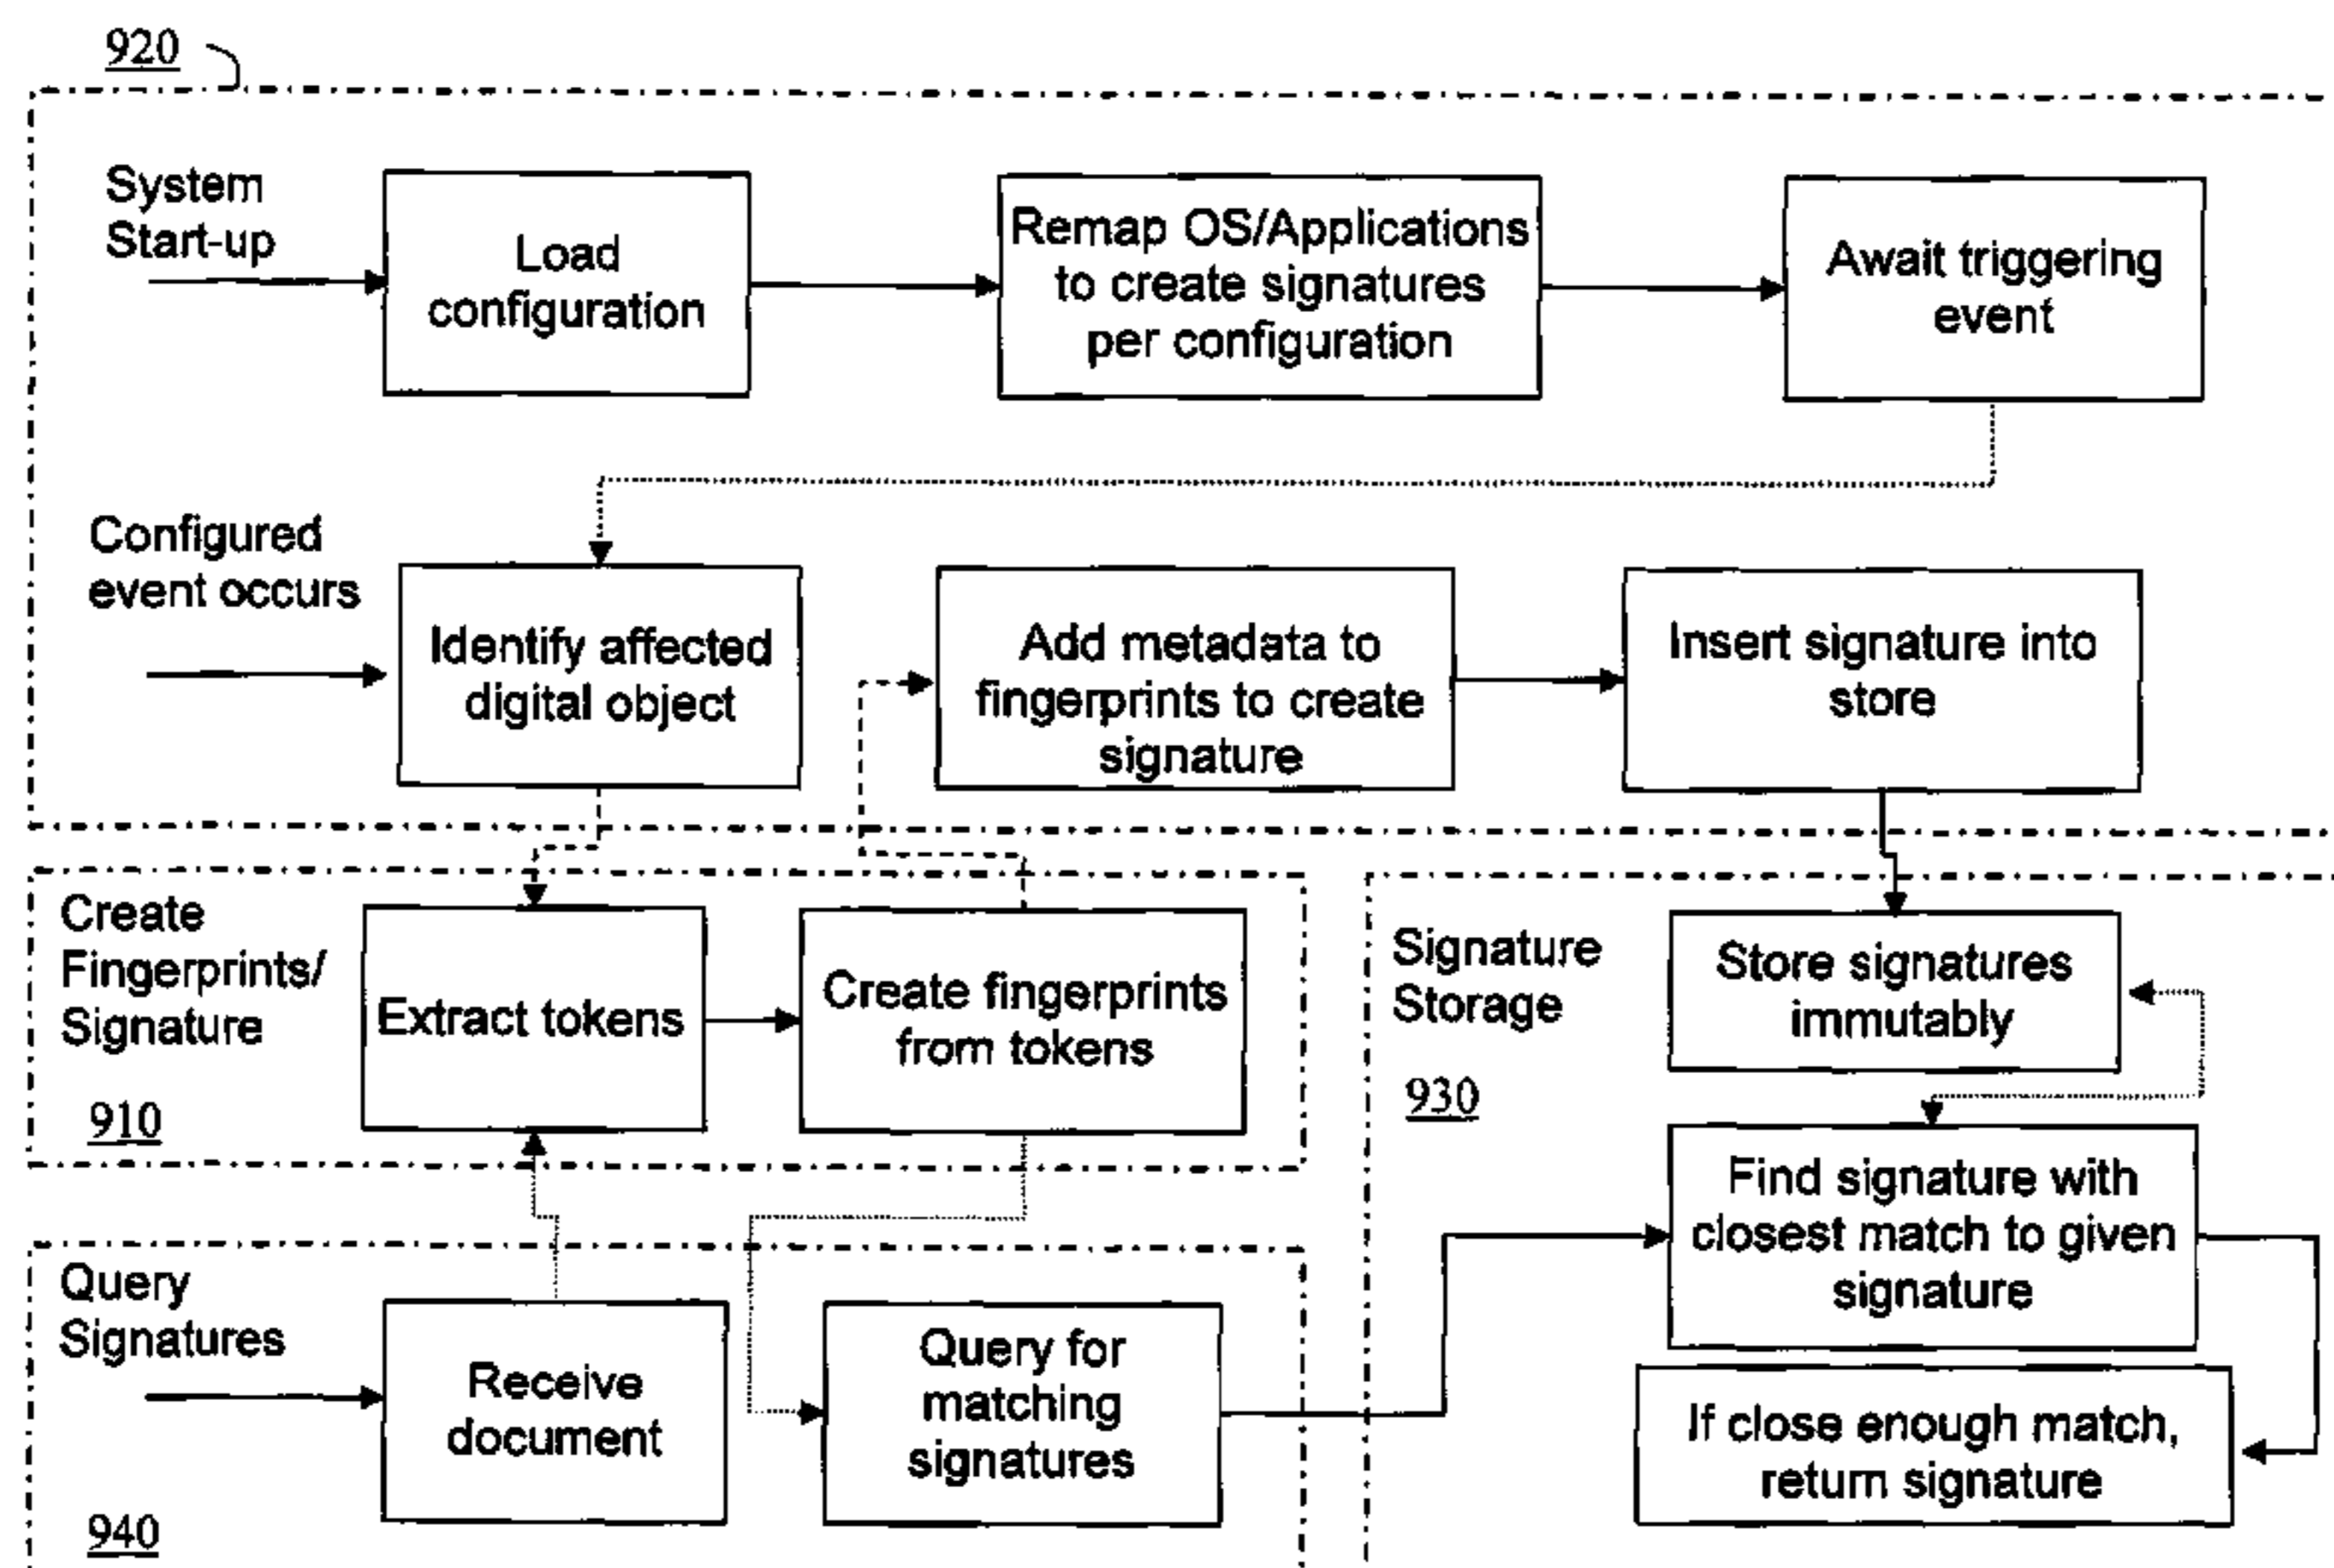 920
System
Start-up
Load
configuration
Remap OS/Applications
to create signatures
per configuration
Await triggering
event
Configured
event occurs
Identify affected
digital object
Add metadata to
fingerprints to create
signature
Insert signature into
store
Create
Fingerprints/
Signature
910
Extract tokens
Create fingerprints
from tokens
Signature
Storage
930
Store signatures
immutably
Find signature with
closest match to given
signature
If close enough match,
return signature
Query
Signatures
940
Receive
document
Query for
matching
signatures